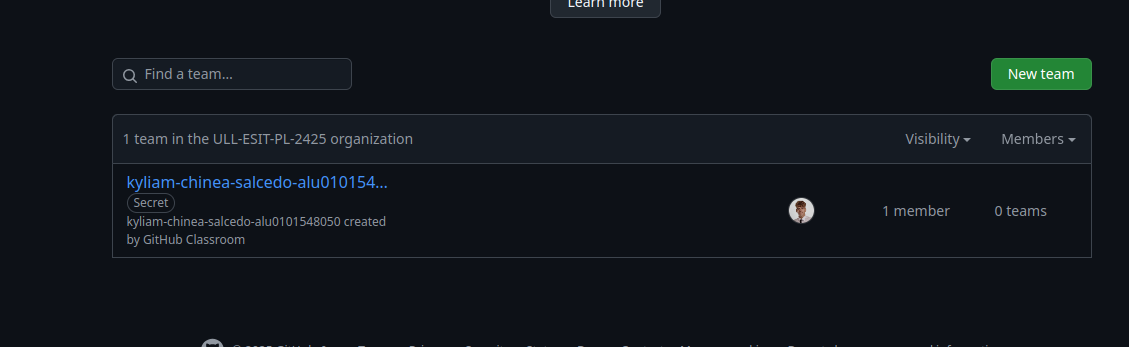 Learn more
Find a team...
New team
1 team in the ULL-ESIT-PL-2425 organization
Visibility
Members
kyliam-chinea-salcedo-alu010154...
Secret
kyliam-chinea-salcedo-alu0101548050 created
by GitHub Classroom
1 member
0 teams